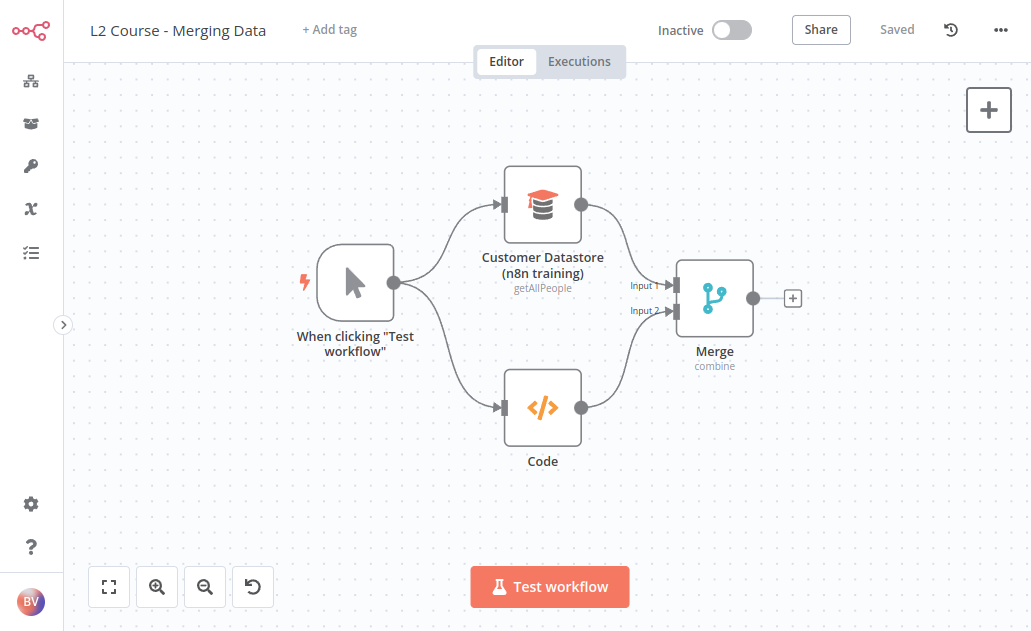 L2 Course - Merging Data
+ Add tag
Inactive
Share
Saved
Editor
Executions
Customer Datastore
(n8n training)
getAllPeople
When clicking "Test
workflow"
Input 1
Input 2
Merge
combine
Code
Test workflow
BV